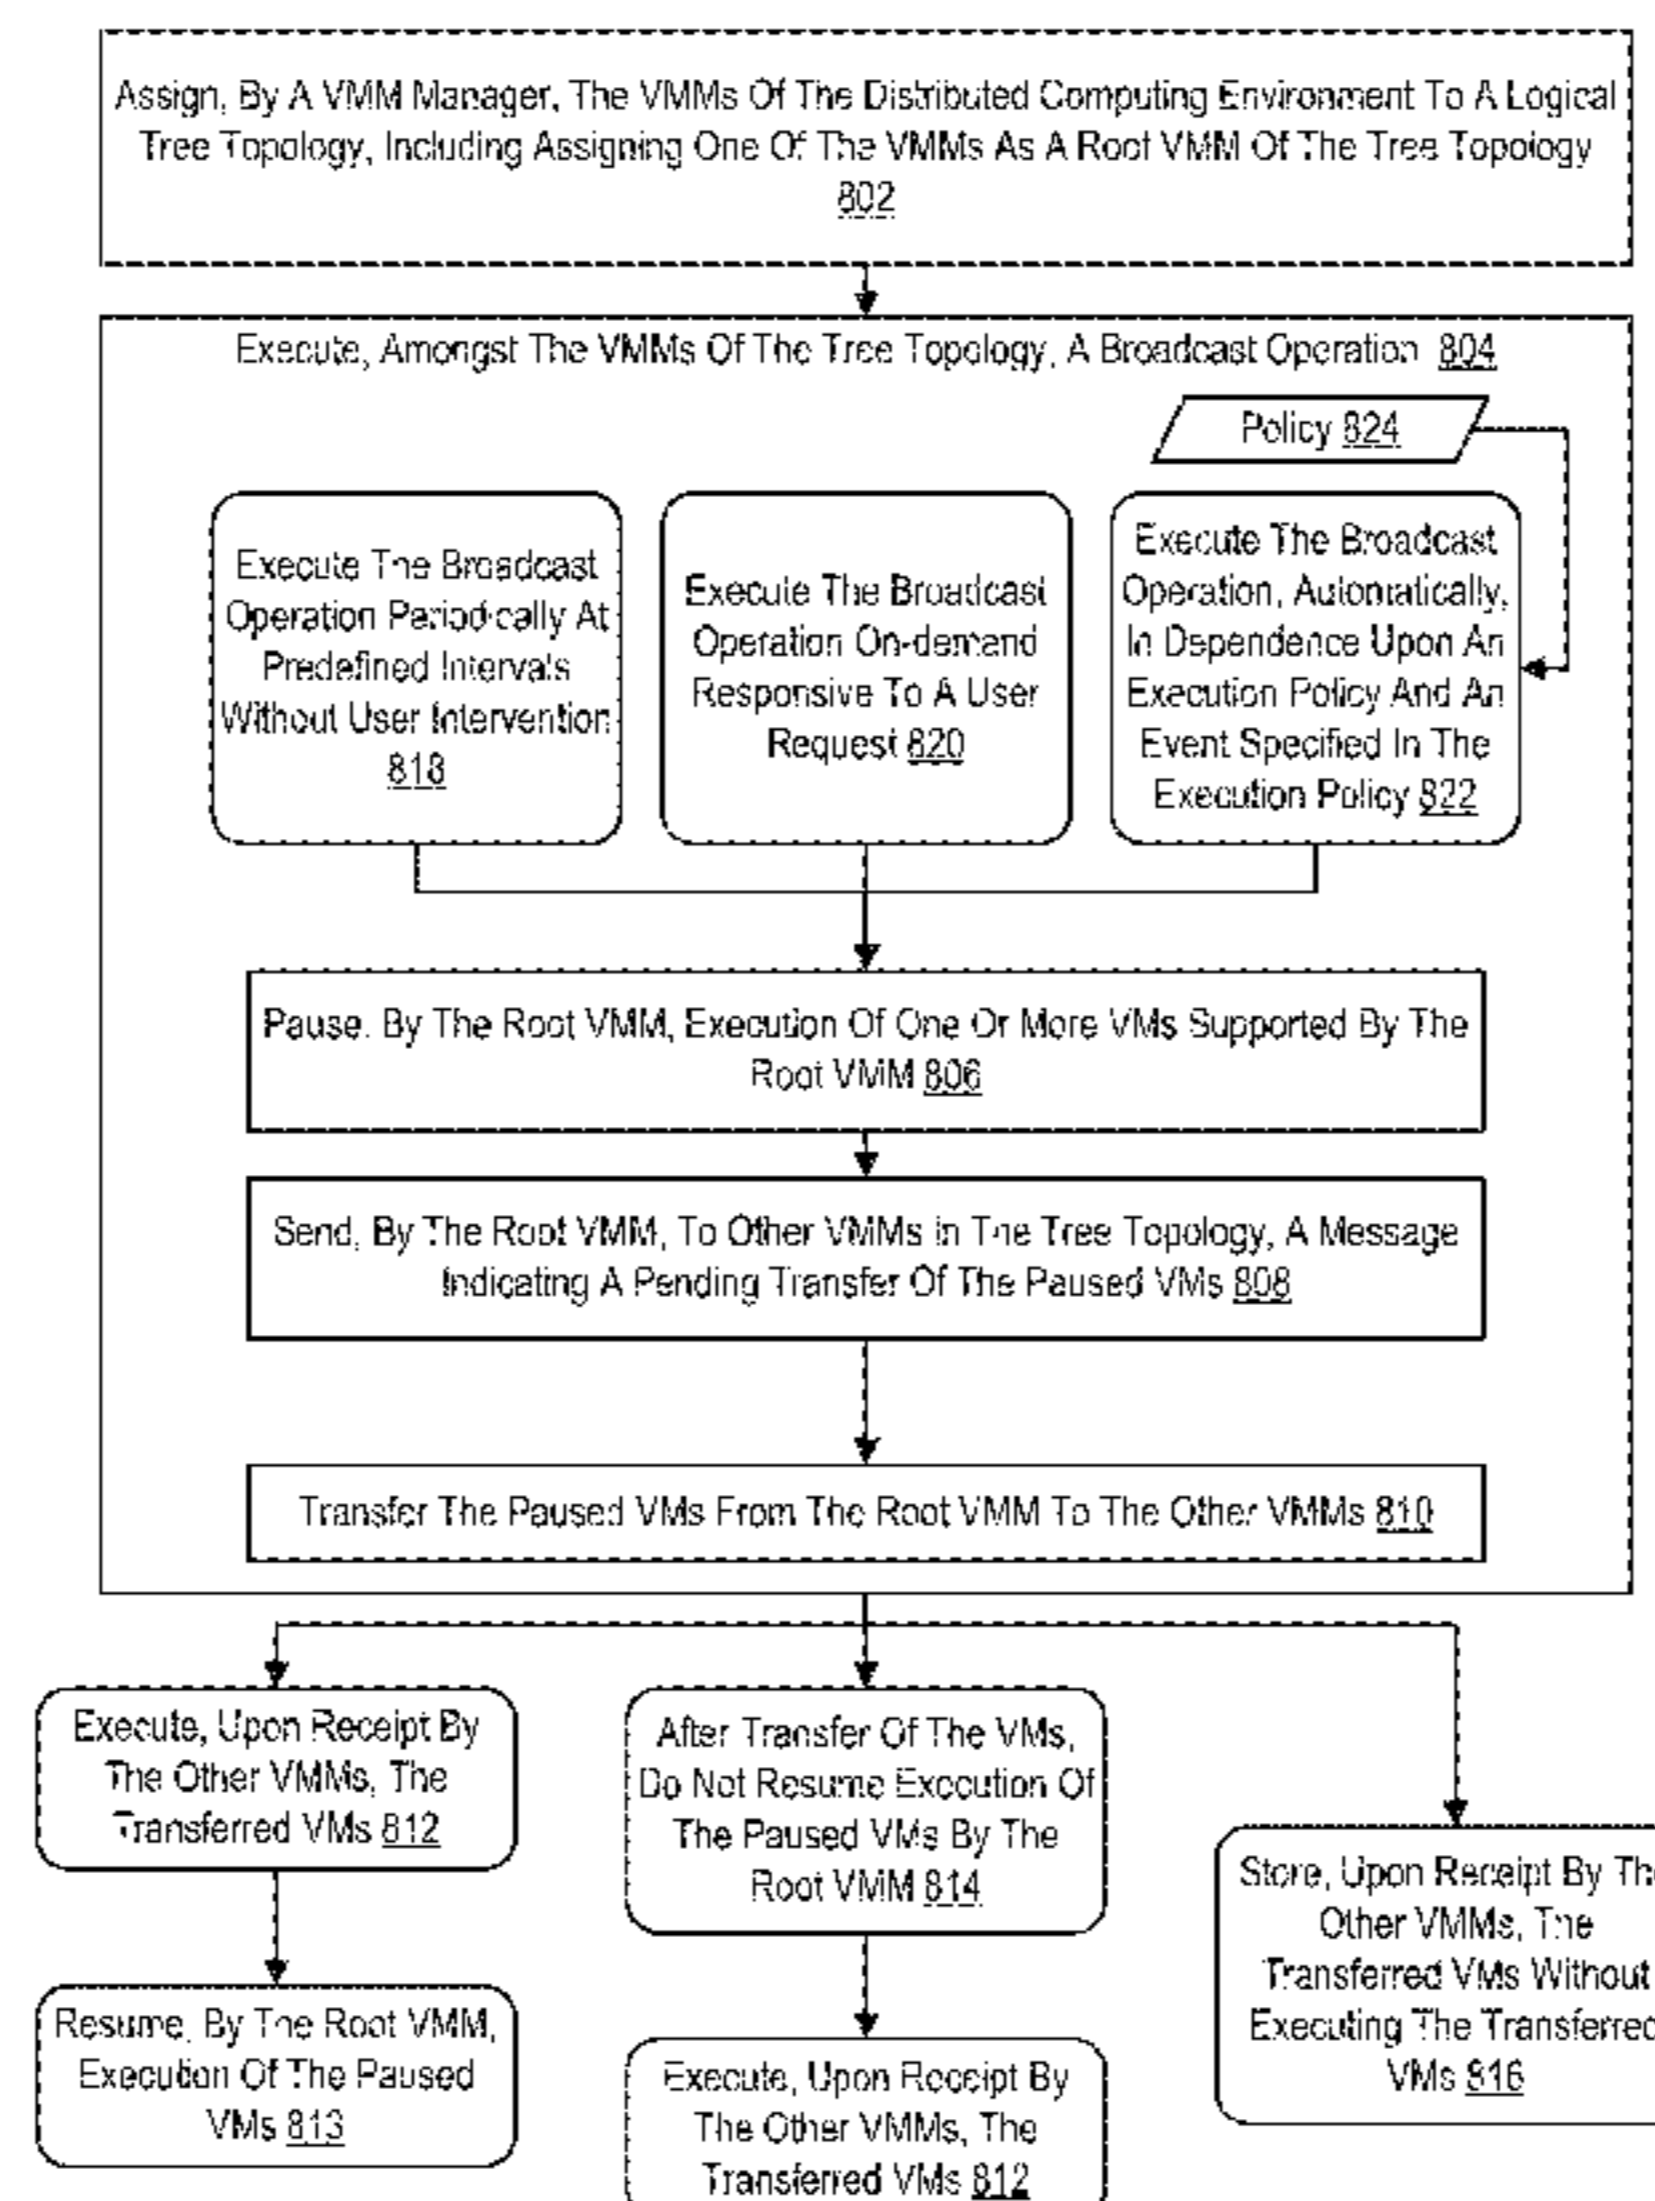 Assign, By A VMM Manager, The VMMs Of The Distributed Computing Environment To A Logical
Tree Topology, Including Assigning One Of The VMMs As A Root VMM Of The Tree Topology
802
Execute, Amongst The VMMs Of The Tree Topology, A Broadcast Operation 804
Policy 824
Execute The Broadcast
Operation Periodically At
Predefined Intervals
Without User Intervention
818
Execute The Broadcast
Operation On-demand
Responsive To A User
Request 820
Execute The Broadcast
Operation, Automatically,
In Dependence Upon An
Execution Policy And An
Event Specified In The
Execution Policy 822
Pause, By The Root VMM, Execution Of One Or More VMs Supported By The
Root VMM 806
Send, By The Root VMM, To Other VMMs In The Tree Topology, A Message
Indicating A Pending Transfer Of The Paused VMs 808
Transfer The Paused VMs From The Root VMM To The Other VMMs 810
Execute, Upon Receipt By
The Other VMMs, The
Transferred VMs 812
Resume, By The Root VMM,
Execution Of The Paused
VMs 813
After Transfer Of The VMs,
Do Not Resume Execution Of
The Paused VMs By The
Root VMM 814
Execute, Upon Receipt By
The Other VMMs, The
Transferred VMs 812
Store, Upon Receipt By The
Other VMMs, The
Transferred VMs Without
Executing The Transferred
VMs 816